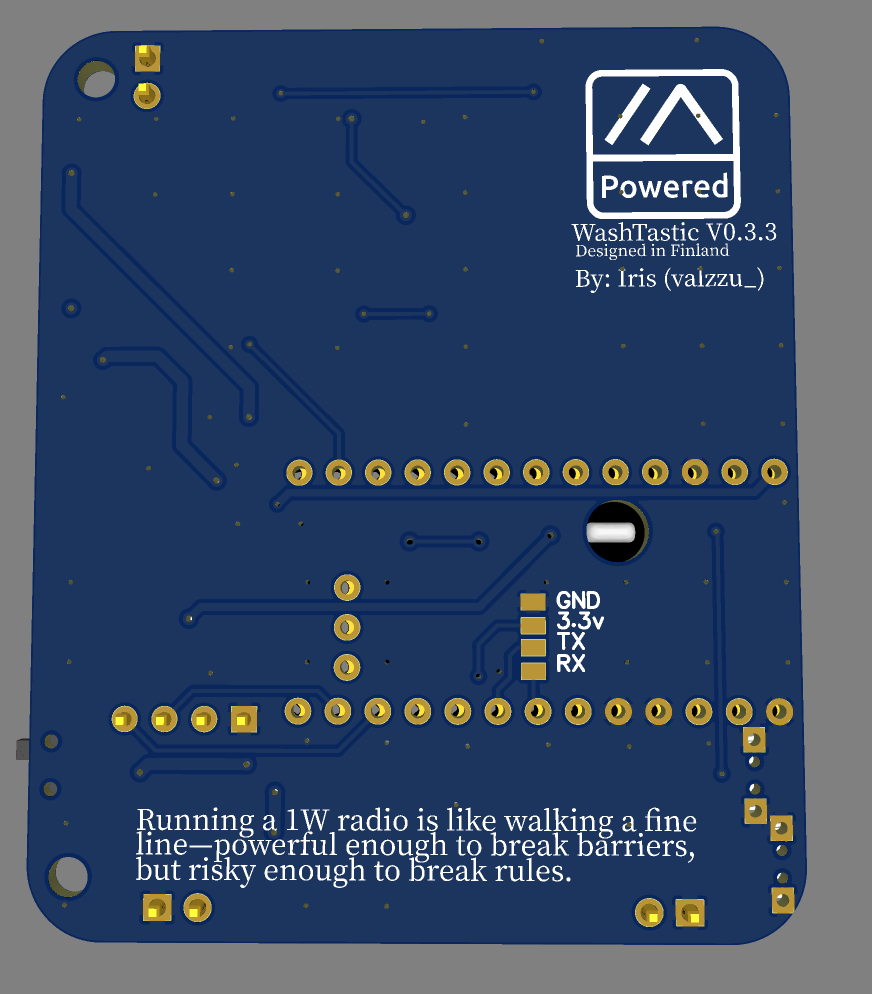 Powered
WashTastic V0.3.3
Designed in Finland
By: Iris (valzzu_)
GND
3.3v
TX
RX
Running a 1W radio is like walking a fine
line—powerful enough to break barriers,
but risky enough to break rules.